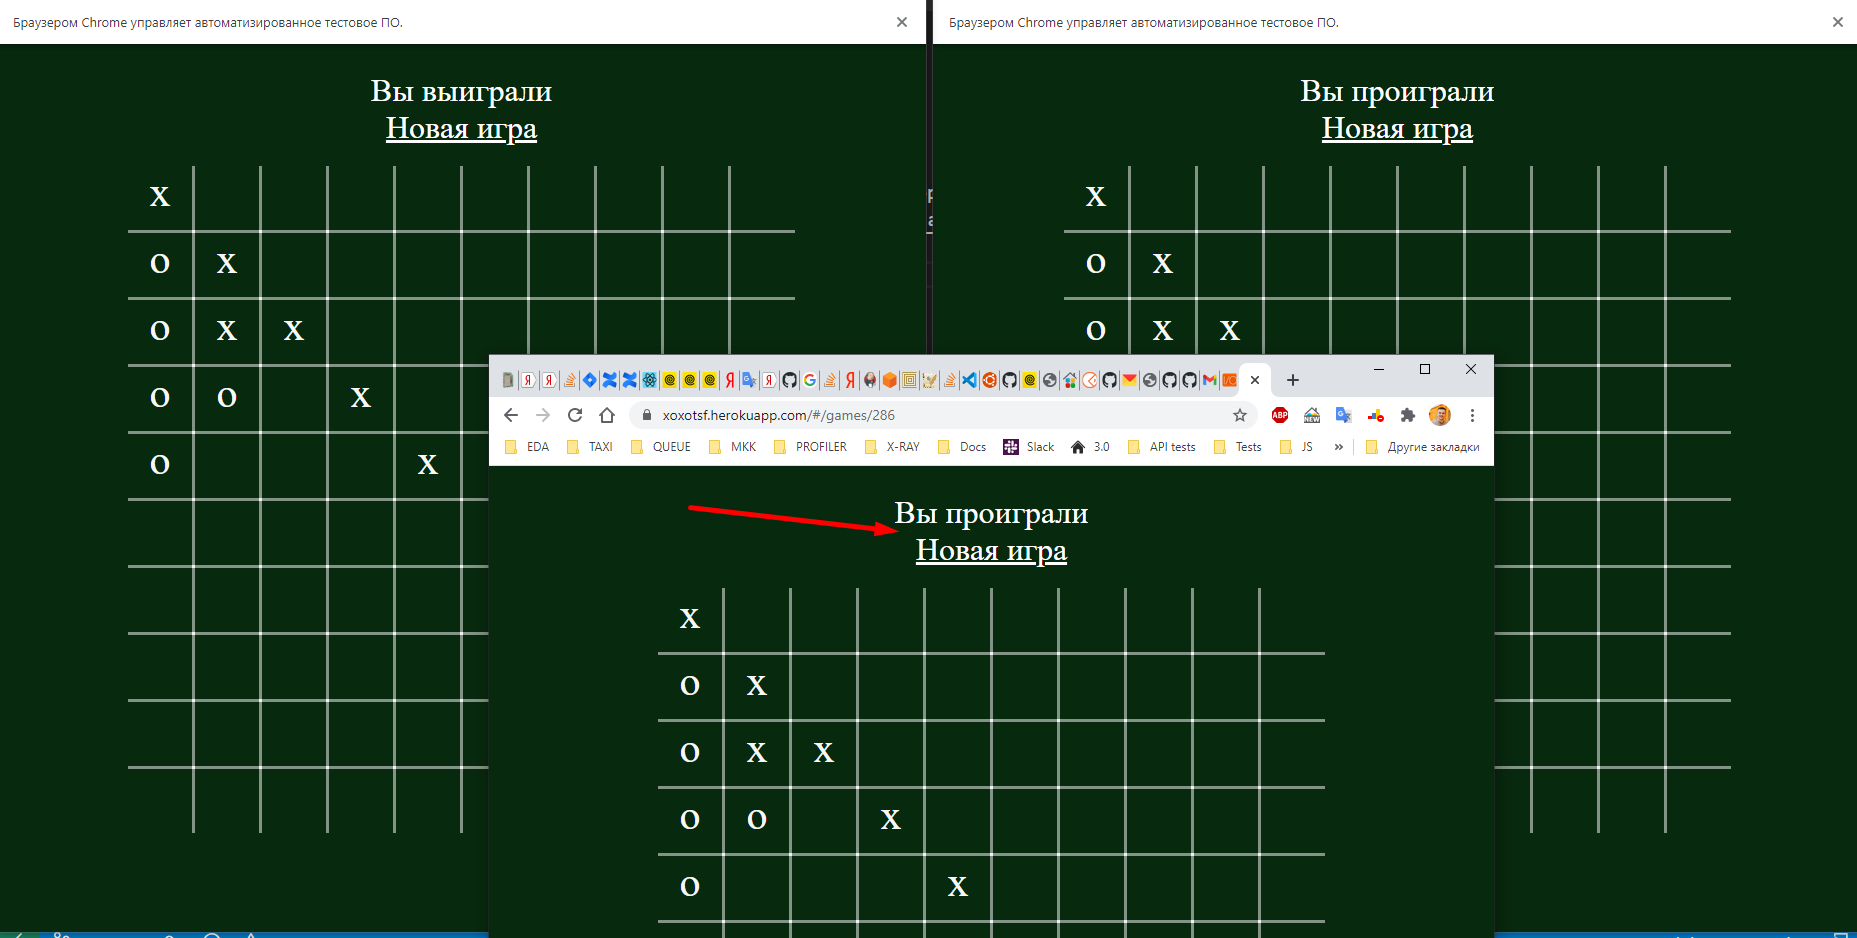 Браузером Chrome управляет автоматизированное тестовое ПО.
Вы выиграли
Новая игра
x
o x
o x x
o o x
o x
Браузером Chrome управляет автоматизированное тестовое ПО.
Вы проиграли
Новая игра
x
o x
o x x
xoxotsf.herokuapp.com/#/games/286
ABP
NEW
EDA TAXI QUEUE MKK PROFILER X-RAY Docs Slack 3.0 API tests Tests JS » Другие закладки
Вы проиграли
Новая игра
x
o x
o x x
o o x
o x